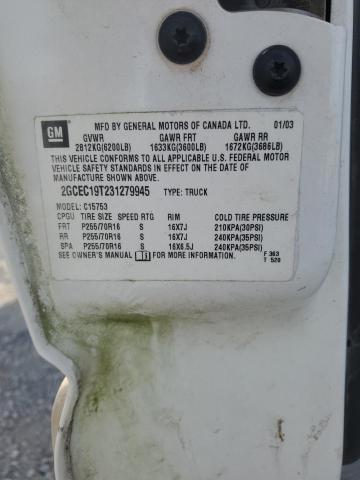 GM
MFD BY GENERAL MOTORS OF CANADA LTD. 01/03
GVWR GAWR FRT GAWR RR
2812KG(6200LB) 1633KG(3600LB) 1672KG(3686LB)
THIS VEHICLE CONFORMS TO ALL APPLICABLE U.S. FEDERAL MOTOR
VEHICLE SAFETY STANDARDS IN EFFECT ON THE DATE OF
MANUFACTURE SHOWN ABOVE.
2GCEC19T231279945 TYPE: TRUCK
MODEL: C15753
CPGU TIRE SIZE SPEED RTG RIM COLD TIRE PRESSURE
FRT P255/70R16 S 16X7J 210KPA(30PSI)
RR P255/70R16 S 16X7J 240KPA(35PSI)
SPA P255/70R16 S 16X6.5J 240KPA(35PSI)
SEE OWNER'S MANUAL FOR MORE INFORMATION. F 363
T 520